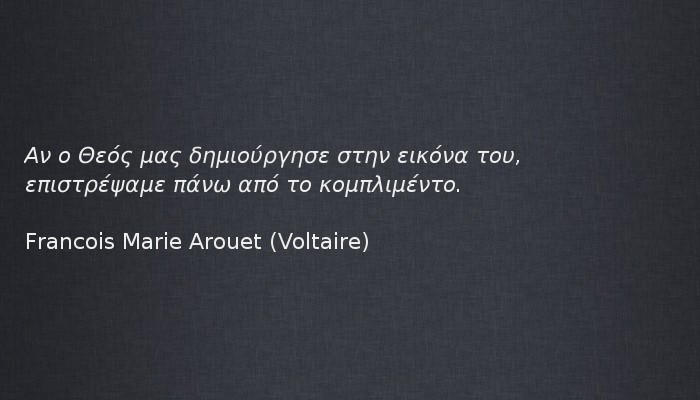 Αν ο Θεός μας δημιούργησε στην εικόνα του,
επιστρέψαμε πάνω από το κομπλιμέντο.
Francois Marie Arouet (Voltaire)